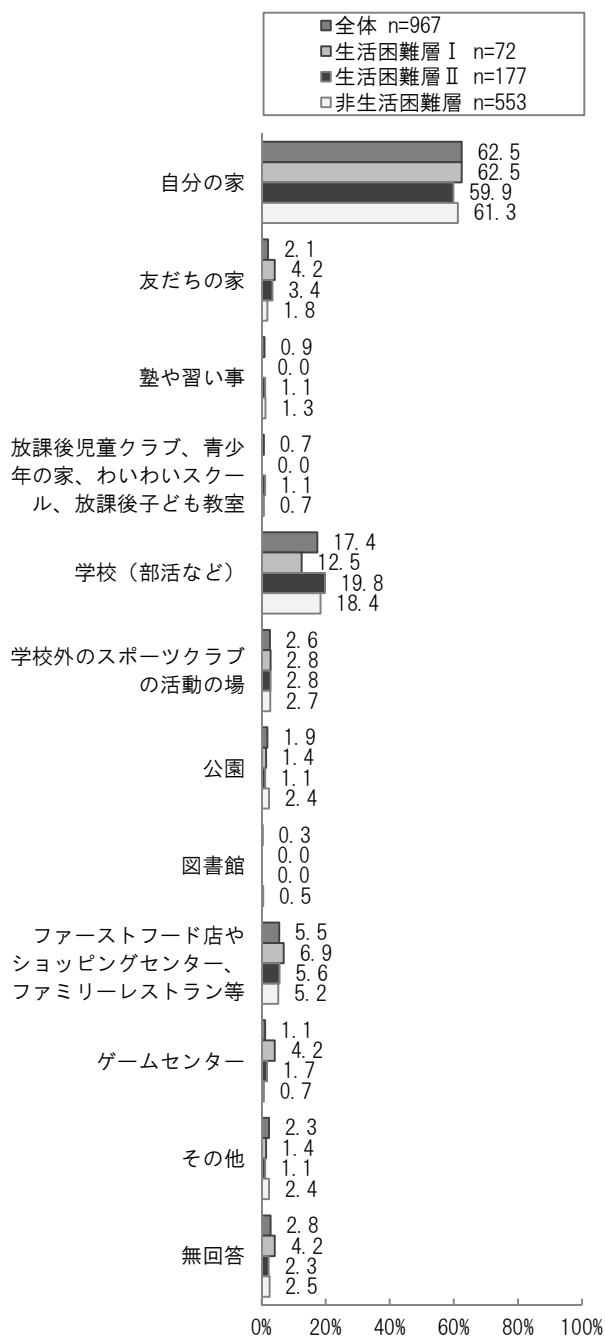 全体 n=967
生活困難層Ⅰ n=72
生活困難層Ⅱ n=177
非生活困難層 n=553
自分の家
62.5
62.5
59.9
61.3
友だちの家
2.1
4.2
3.4
1.8
塾や習い事
0.9
0.0
1.1
1.3
放課後児童クラブ、青少
年の家、わいわいスクー
ル、放課後子ども教室
0.7
0.0
1.1
0.7
学校（部活など）
17.4
12.5
19.8
18.4
学校外のスポーツクラブ
の活動の場
2.6
2.8
2.8
2.7
公園
1.9
1.4
1.1
2.4
図書館
0.3
0.0
0.0
0.5
ファーストフード店や
ショッピングセンター、
ファミリーレストラン等
5.5
6.9
5.6
5.2
ゲームセンター
1.1
4.2
1.7
0.7
その他
2.3
1.4
1.1
2.4
無回答
2.8
4.2
2.3
2.5
0% 20% 40% 60% 80% 100%